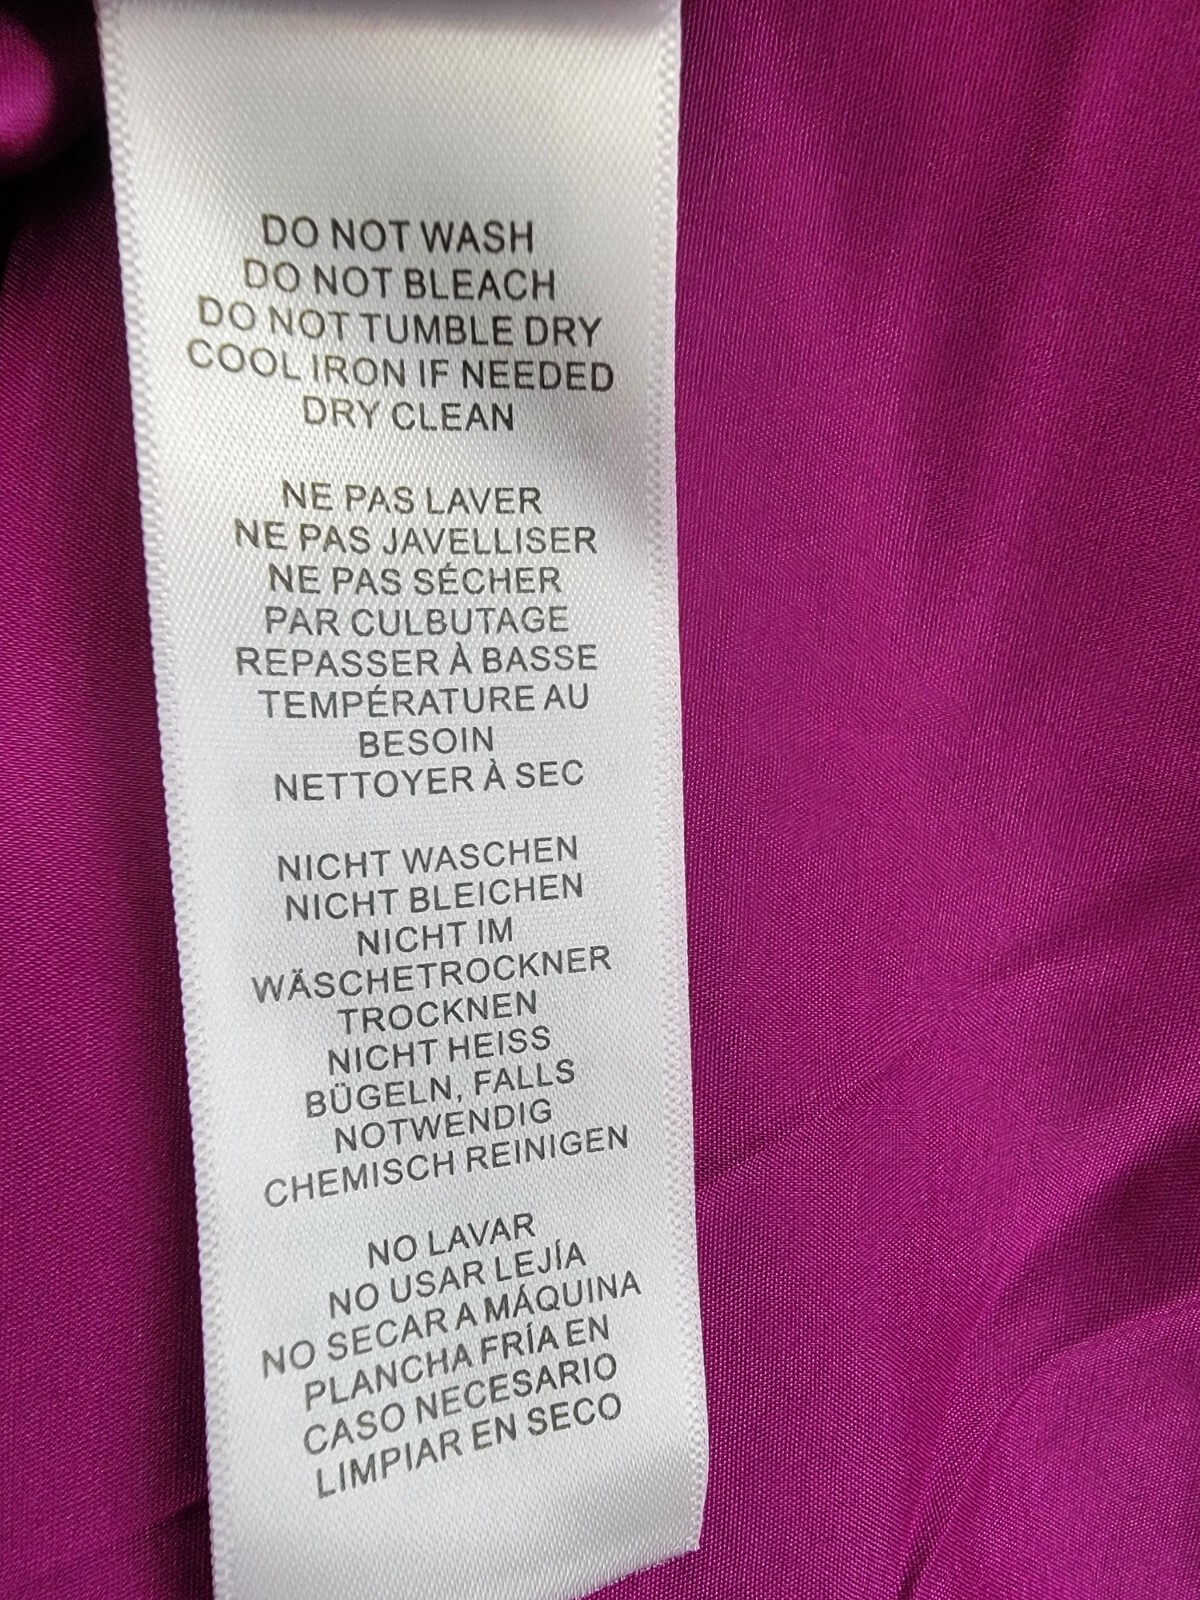 DO NOT WASH
DO NOT BLEACH
DO NOT TUMBLE DRY
COOL IRON IF NEEDED
DRY CLEAN
NE PAS LAVER
NE PAS JAVELLISER
NE PAS SÉCHER
PAR CULBUTAGE
REPASSER À BASSE
TEMPÉRATURE AU
BESOIN
NETTOYER À SEC
NICHT WASCHEN
NICHT BLEICHEN
NICHT IM
WÄSCHETROCKNER
TROCKNEN
NICHT HEISS
BÜGELN, FALLS
NOTWENDIG
CHEMISCH REINIGEN
NO LAVAR
NO USAR LEJÍA
NO SECAR A MÁQUINA
PLANCHA FRÍA EN
CASO NECESARIO
LIMPIAR EN SECO